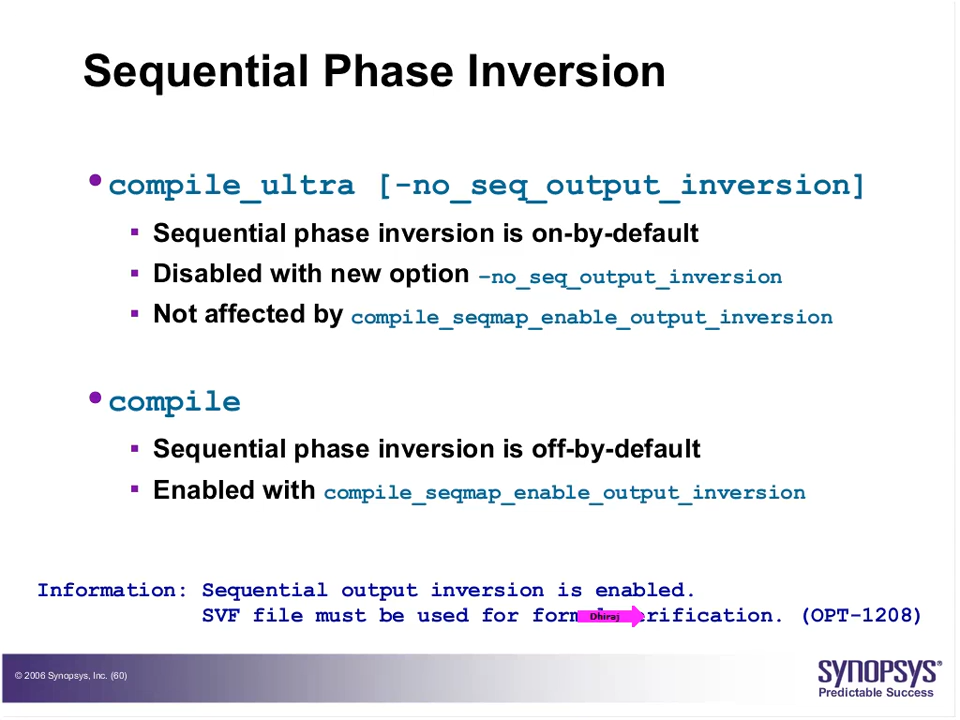 Sequential Phase Inversion
•compile_ultra [-no_seq_output_inversion]
▪ Sequential phase inversion is on-by-default
▪ Disabled with new option –no_seq_output_inversion
▪ Not affected by compile_seqmap_enable_output_inversion
•compile
▪ Sequential phase inversion is off-by-default
▪ Enabled with compile_seqmap_enable_output_inversion
Information: Sequential output inversion is enabled.
SVF file must be used for verification. (OPT-1208)
Dhiraj
© 2006 Synopsys, Inc. (60)
SYNOPSYS®
Predictable Success